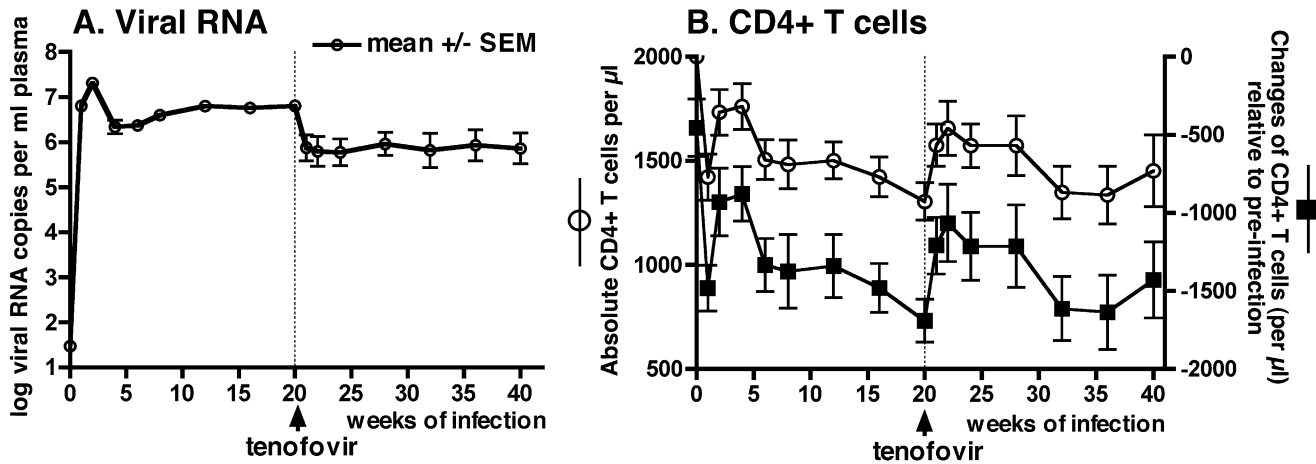 A. Viral RNA
mean +/- SEM
log viral RNA copies per ml plasma
8
7
6
5
4
3
2
1
0 5 10 15 20 25 30 35 40
weeks of infection
tenofovir
B. CD4+ T cells
Absolute CD4+ T cells per µl
2000
1500
1000
500
0
-500
-1000
-1500
-2000
Changes of CD4+ T cells (per µl)
relative to pre-infection
0 5 10 15 20 25 30 35 40
weeks of infection
tenofovir